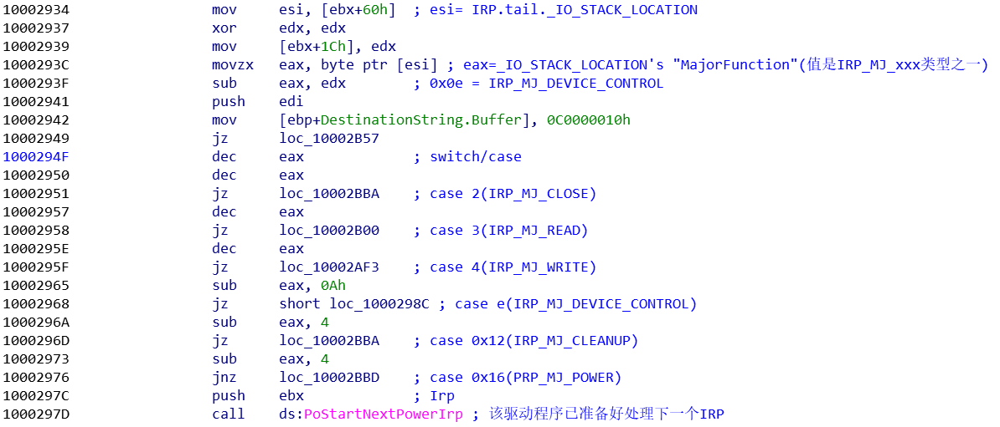 10002934 mov esi, [ebx+60h] ; esi= IRP.tail._IO_STACK_LOCATION
10002937 xor edx, edx
10002939 mov [ebx+1Ch], edx
1000293C movzx eax, byte ptr [esi] ; eax=_IO_STACK_LOCATION's "MajorFunction"(值是IRP_MJ_xxx类型之一)
1000293F sub eax, edx ; 0x0e = IRP_MJ_DEVICE_CONTROL
10002941 push edi
10002942 mov [ebp+DestinationString.Buffer], 0C0000010h
10002949 jz loc_10002B57
1000294F dec eax ; switch/case
10002950 dec eax
10002951 jz loc_10002BBA ; case 2(IRP_MJ_CLOSE)
10002957 dec eax
10002958 jz loc_10002B00 ; case 3(IRP_MJ_READ)
1000295E dec eax
1000295F jz loc_10002AF3 ; case 4(IRP_MJ_WRITE)
10002965 sub eax, 0Ah
10002968 jz short loc_1000298C ; case e(IRP_MJ_DEVICE_CONTROL)
1000296A sub eax, 4
1000296D jz loc_10002BBA ; case 0x12(IRP_MJ_CLEANUP)
10002973 sub eax, 4
10002976 jnz loc_10002BBD ; case 0x16(PRP_MJ_POWER)
1000297C push ebx ; Irp
1000297D call ds:PoStartNextPowerIrp ; 该驱动程序已准备好处理下一个IRP